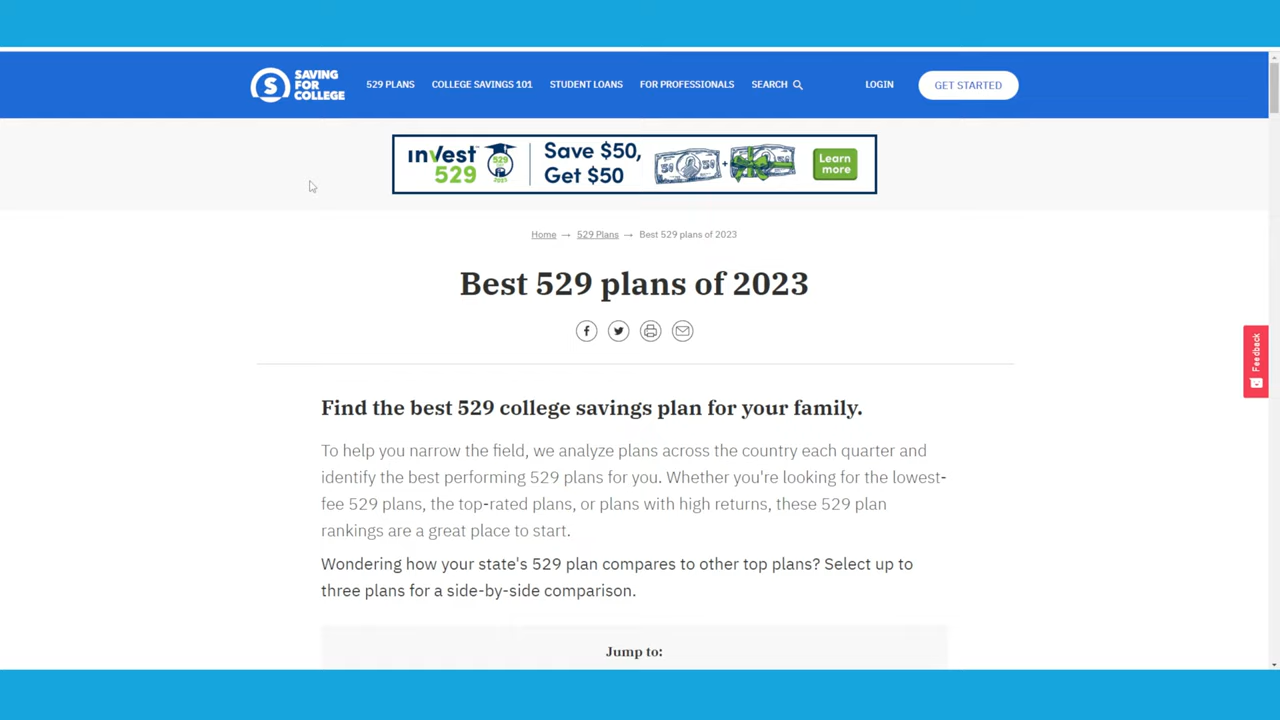 SAVING
FOR
COLLEGE
529 PLANS
COLLEGE SAVINGS 101
STUDENT LOANS
FOR PROFESSIONALS
SEARCH
LOGIN
GET STARTED
invest
529
Save $50,
Get $50
Learn
more
Home → 529 Plans → Best 529 plans of 2023
Best 529 plans of 2023
Feedback
Find the best 529 college savings plan for your family.
To help you narrow the field, we analyze plans across the country each quarter and
identify the best performing 529 plans for you. Whether you're looking for the lowest-
fee 529 plans, the top-rated plans, or plans with high returns, these 529 plan
rankings are a great place to start.
Wondering how your state's 529 plan compares to other top plans? Select up to
three plans for a side-by-side comparison.
Jump to: